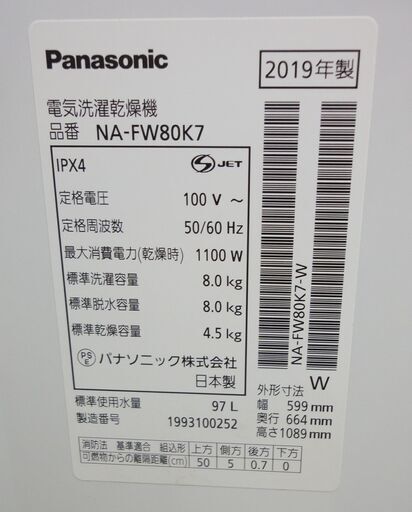 Panasonic
2019年製
電気洗濯乾燥機
品番 NA-FW80K7
IPX4 S JET
定格電圧 100 V ~
定格周波数 50/60 Hz
最大消費電力(乾燥時) 1100 W
標準洗濯容量 8.0 kg
標準脱水容量 8.0 kg
標準乾燥容量 4.5 kg
PS E パナソニック株式会社
日本製
標準使用水量 97 L
製造番号 1993100252
NA-FW80K7-W
W
外形寸法
幅 599 mm
奥行 664 mm
高さ1089 mm
消防法 基準適合 組込形 上方 側方 後方 下方
可燃物からの離隔距離(cm) 50 5 0.7 0